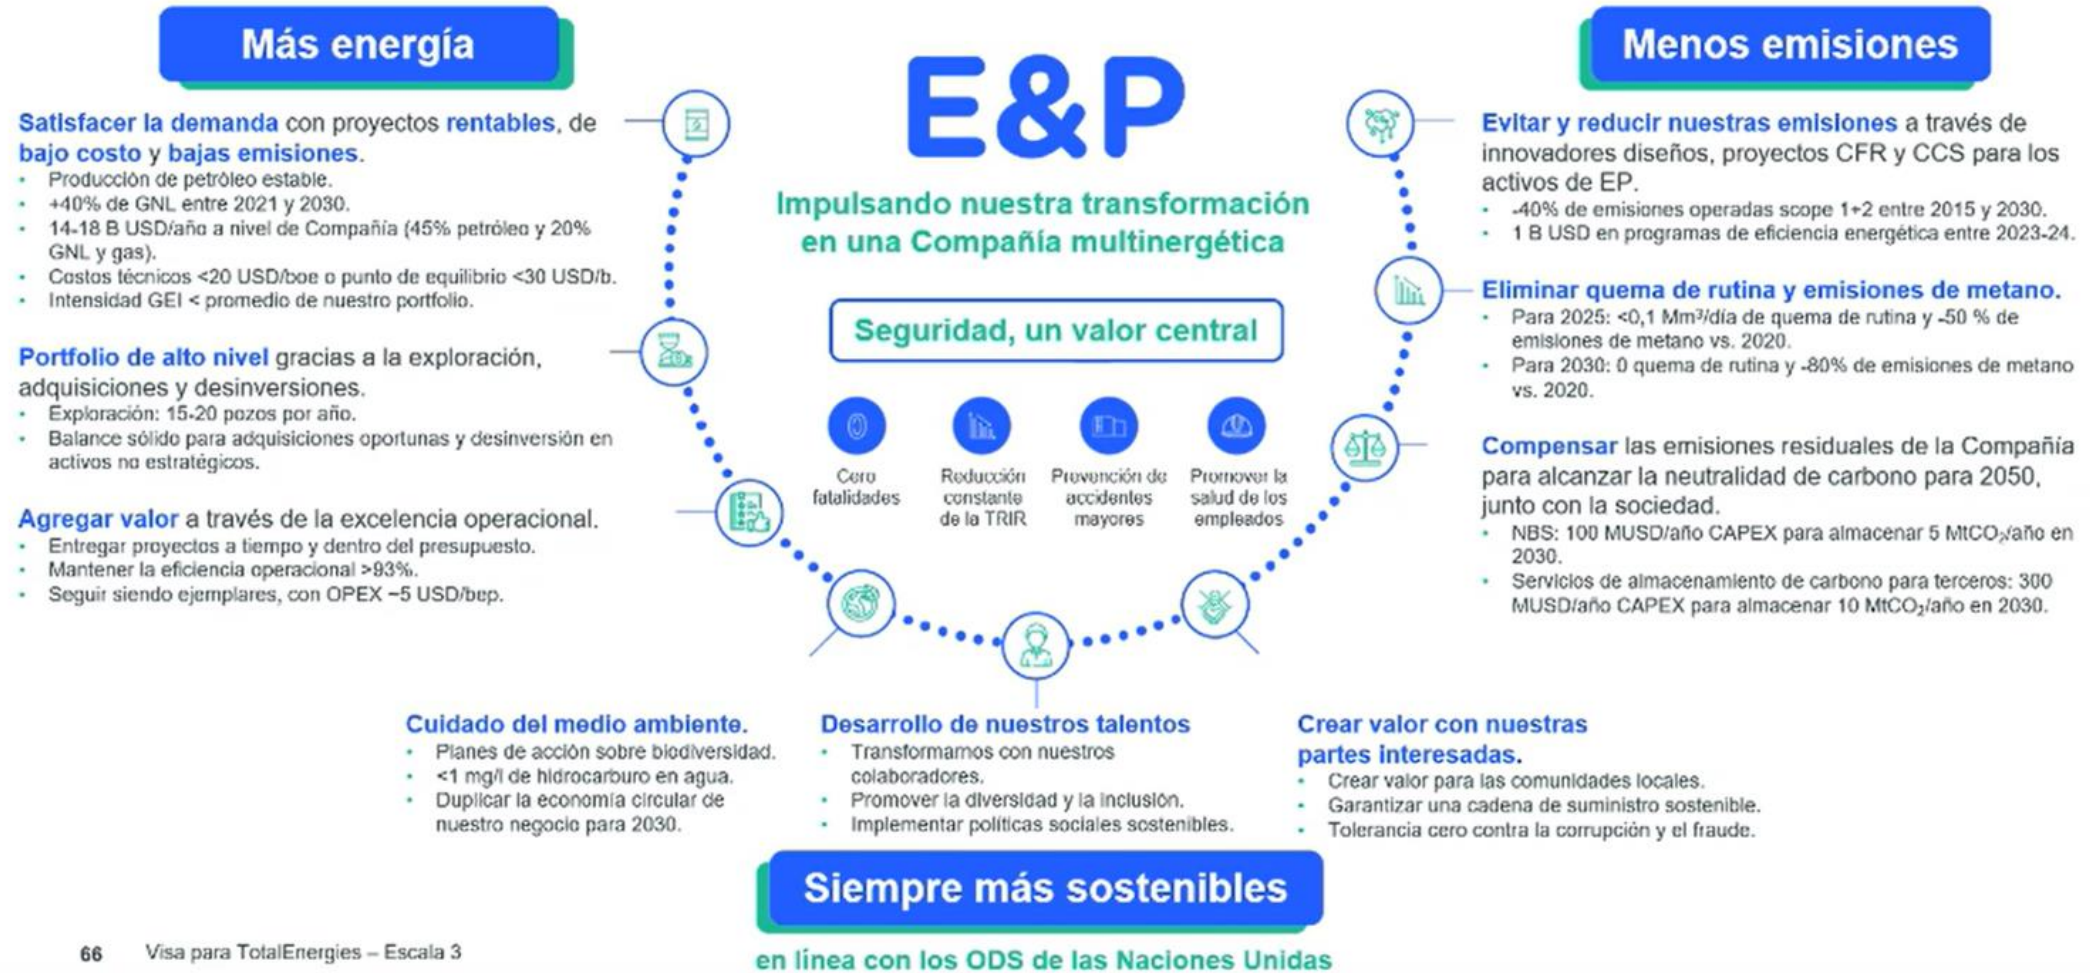 Más energía
Satisfacer la demanda con proyectos rentables, de
bajo costo y bajas emisiones.
• Producción de petróleo estable.
• +40% de GNL entre 2021 y 2030.
• 14-18 B USD/año a nivel de Compañía (45% petróleo y 20%
GNL y gas).
• Costos técnicos <20 USD/boe o punto de equilibrio <30 USD/b.
• Intensidad GEI < promedio de nuestro portfolio.
Portfolio de alto nivel gracias a la exploración,
adquisiciones y desinversiones.
• Exploración: 15-20 pozos por año.
• Balance sólido para adquisiciones oportunas y desinversión en
activos no estratégicos.
Agregar valor a través de la excelencia operacional.
• Entregar proyectos a tiempo y dentro del presupuesto.
• Mantener la eficiencia operacional >93%.
• Seguir siendo ejemplares, con OPEX ~5 USD/bep.
E&P
Impulsando nuestra transformación
en una Compañía multinergética
Seguridad, un valor central
Cero
fatalidades
Reducción
constante
de la TRIR
Prevención de
accidentes
mayores
Promover la
salud de los
empleados
Menos emisiones
Evitar y reducir nuestras emisiones a través de
innovadores diseños, proyectos CFR y CCS para los
activos de EP.
• -40% de emisiones operadas scope 1+2 entre 2015 y 2030.
• 1 B USD en programas de eficiencia energética entre 2023-24.
Eliminar quema de rutina y emisiones de metano.
• Para 2025: <0,1 Mm³/día de quema de rutina y -50 % de
emisiones de metano vs. 2020.
• Para 2030: 0 quema de rutina y -80% de emisiones de metano
vs. 2020.
Compensar las emisiones residuales de la Compañía
para alcanzar la neutralidad de carbono para 2050,
junto con la sociedad.
• NBS: 100 MUSD/año CAPEX para almacenar 5 MtCO₂/año en
2030.
• Servicios de almacenamiento de carbono para terceros: 300
MUSD/año CAPEX para almacenar 10 MtCO₂/año en 2030.
Cuidado del medio ambiente.
• Planes de acción sobre biodiversidad.
• <1 mg/l de hidrocarburo en agua.
• Duplicar la economía circular de
nuestro negocio para 2030.
Desarrollo de nuestros talentos
• Transformarnos con nuestros
colaboradores.
• Promover la diversidad y la inclusión.
• Implementar políticas sociales sostenibles.
Crear valor con nuestras
partes interesadas.
• Crear valor para las comunidades locales.
• Garantizar una cadena de suministro sostenible.
• Tolerancia cero contra la corrupción y el fraude.
Siempre más sostenibles
en línea con los ODS de las Naciones Unidas
66 Visa para TotalEnergies – Escala 3